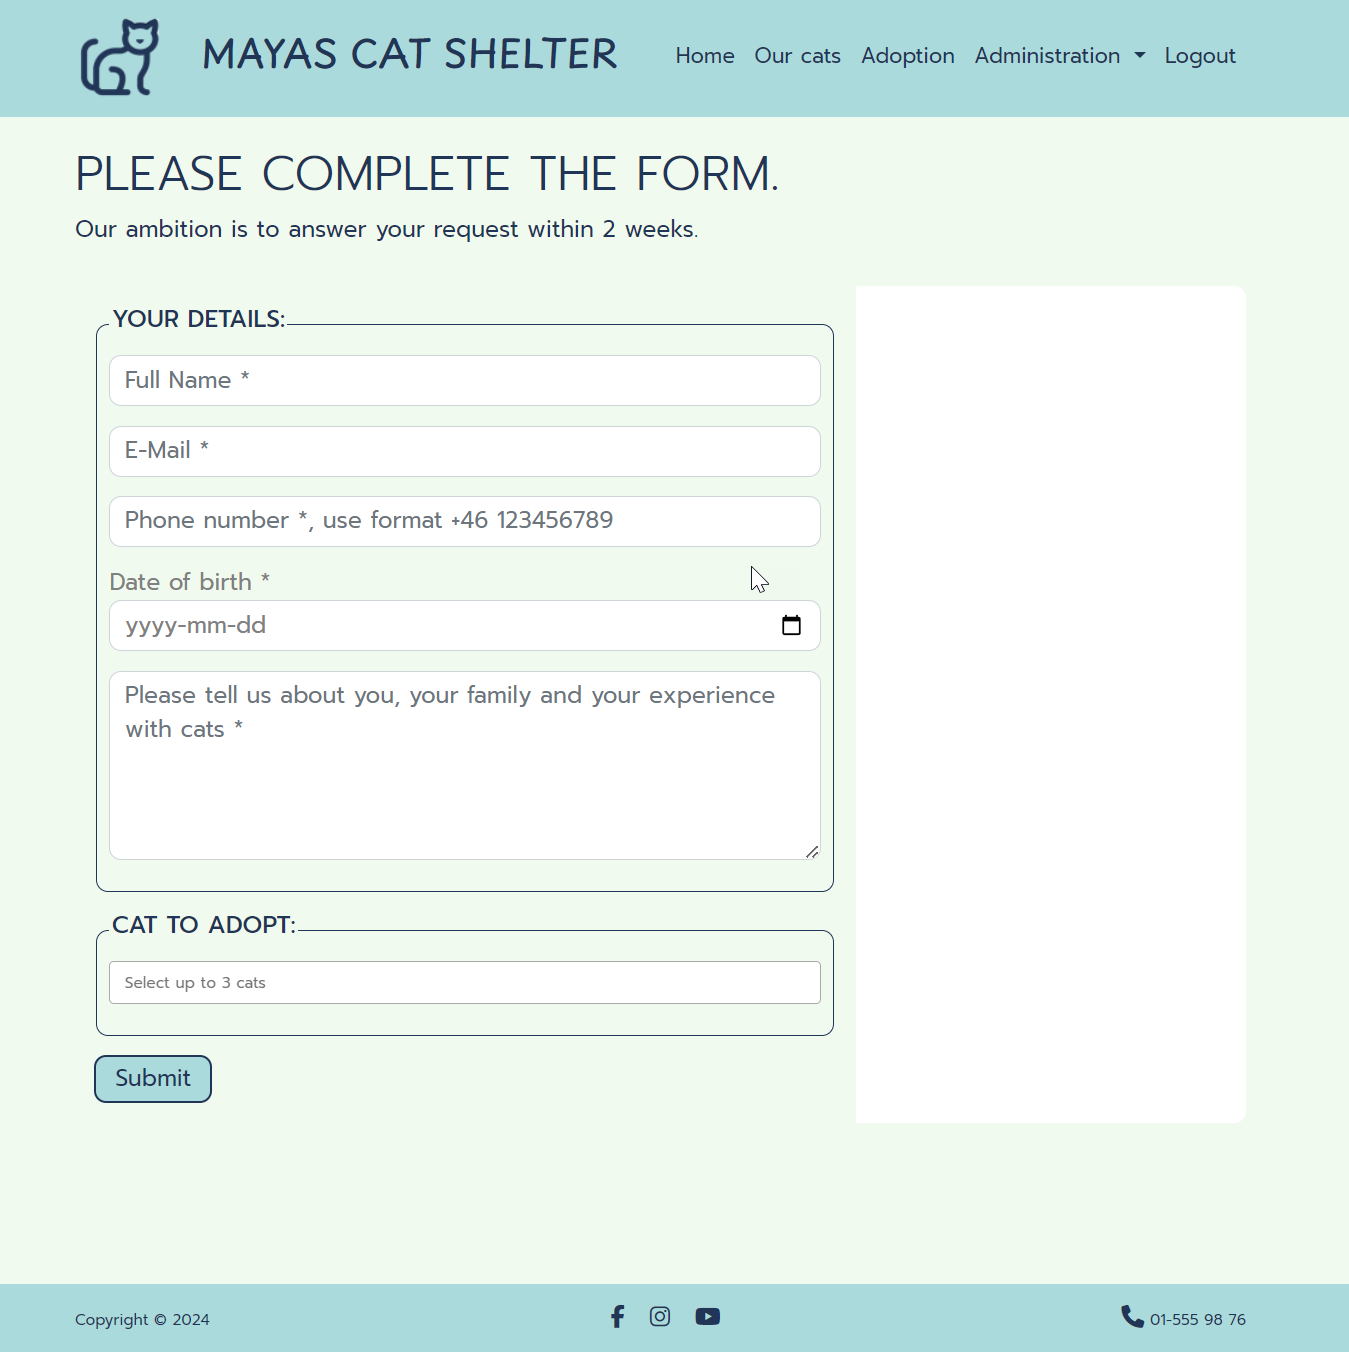 MAYAS CAT SHELTER
Home Our cats Adoption Administration Logout
PLEASE COMPLETE THE FORM.
Our ambition is to answer your request within 2 weeks.
YOUR DETAILS:
Full Name *
E-Mail *
Phone number *, use format +46 123456789
Date of birth *
yyyy-mm-dd
Please tell us about you, your family and your experience
with cats *
CAT TO ADOPT:
Select up to 3 cats
Submit
Copyright © 2024
01-555 98 76